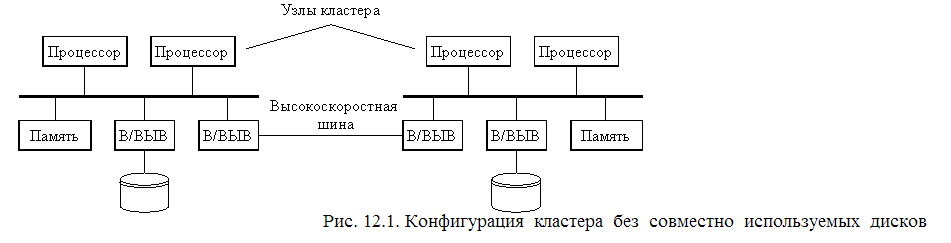 Узлы кластера
Процессор Процессор Процессор Процессор
Высокоскоростная
шина
Память В/ВЫВ В/ВЫВ В/ВЫВ В/ВЫВ Память
Рис. 12.1. Конфигурация кластера без совместно используемых дисков